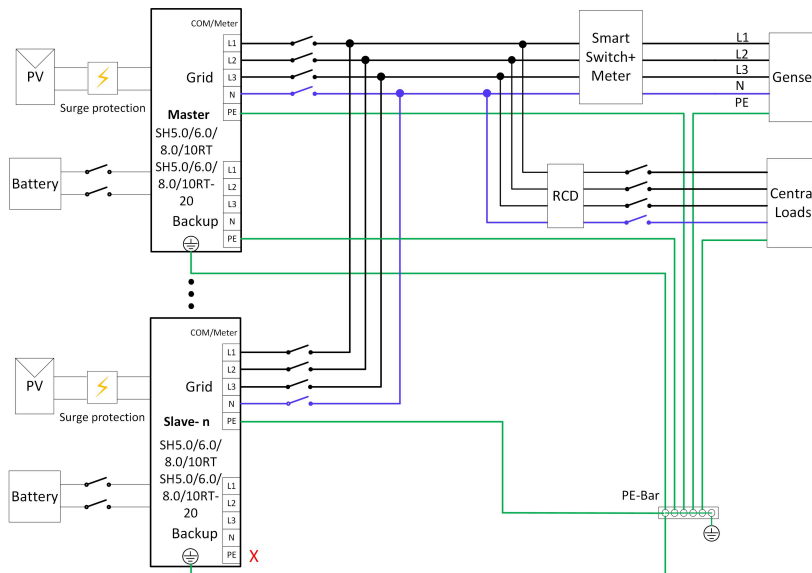 COM/Meter
L1
L2
Grid
L3
N
Master
PE
SH5.0/6.0/
8.0/10RT
SH5.0/6.0/
8.0/10RT-
20
L1
L2
L3
Backup
N
PE
PV
Surge protection
Battery
Smart
Switch+
Meter
L1
L2
L3
N
PE
Gense
RCD
Centra
Loads
COM/Meter
L1
L2
Grid
L3
N
Slave- n
PE
SH5.0/6.0/
8.0/10RT
SH5.0/6.0/
8.0/10RT-
20
L1
L2
L3
Backup
N
PE
X
PV
Surge protection
Battery
PE-Bar